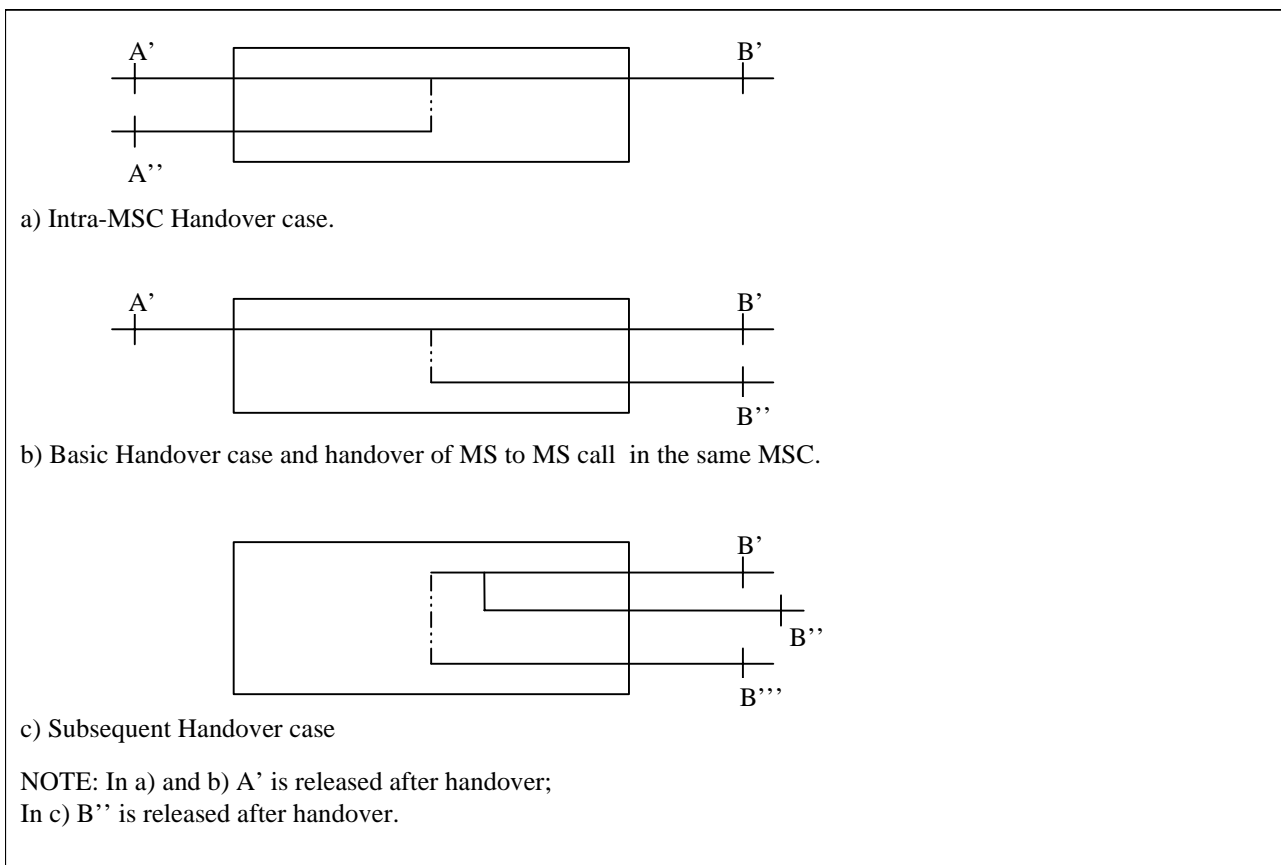 A’ B’
A’’
a) Intra-MSC Handover case.
A’ B’
B’’
b) Basic Handover case and handover of MS to MS call  in the same MSC.
B’
B’’
B’’’
c) Subsequent Handover case
NOTE: In a) and b) A’ is released after handover;
In c) B’’ is released after handover.